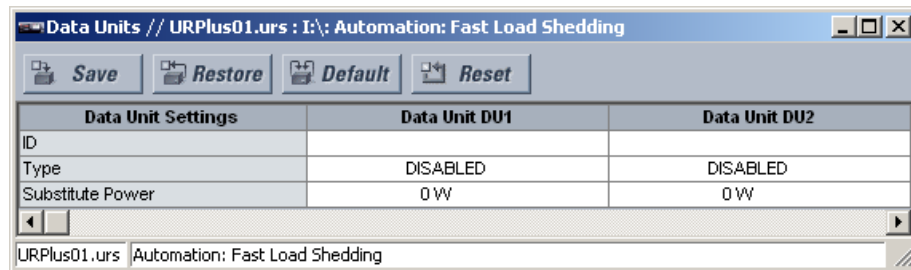 Data Units // URPlus01.urs : I:\: Automation: Fast Load Shedding
Save Restore Default Reset
Data Unit Settings Data Unit DU1 Data Unit DU2
ID
Type DISABLED DISABLED
Substitute Power 0 W 0 W
URPlus01.urs Automation: Fast Load Shedding